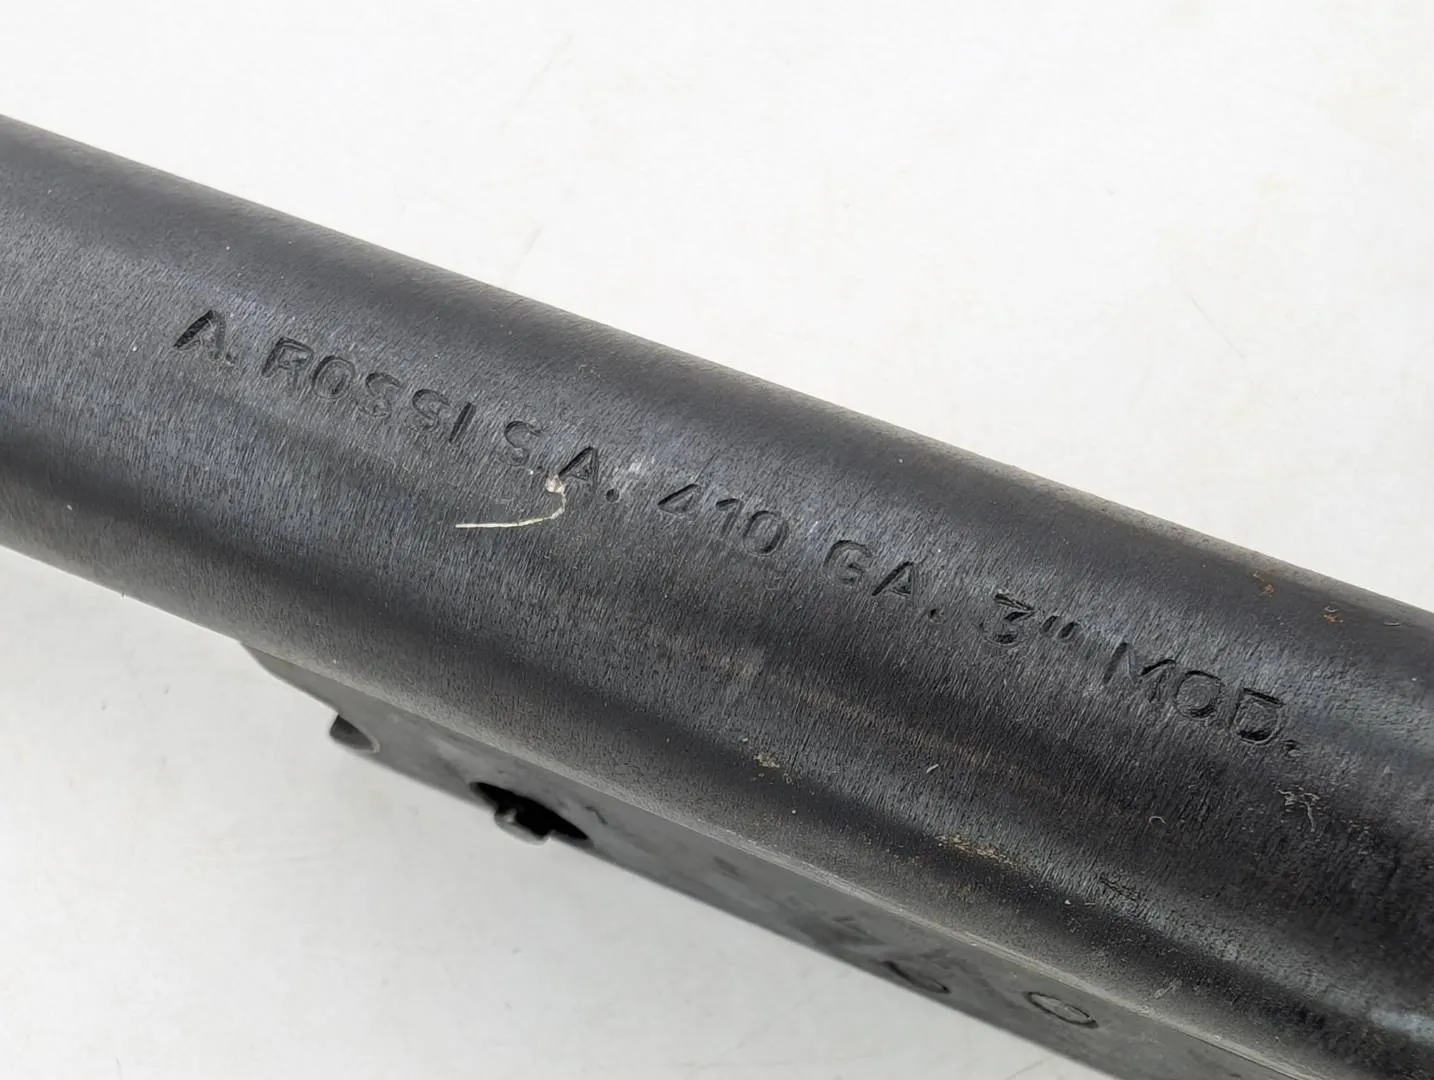 A. ROSSI S.A. 410 GA. 3" MOD.